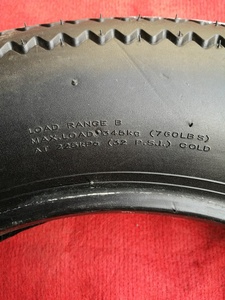 LOAD RANGE B
MAX.LOAD 345kg (760LBS)
AT 225kPa (32 P.S.I.) COLD